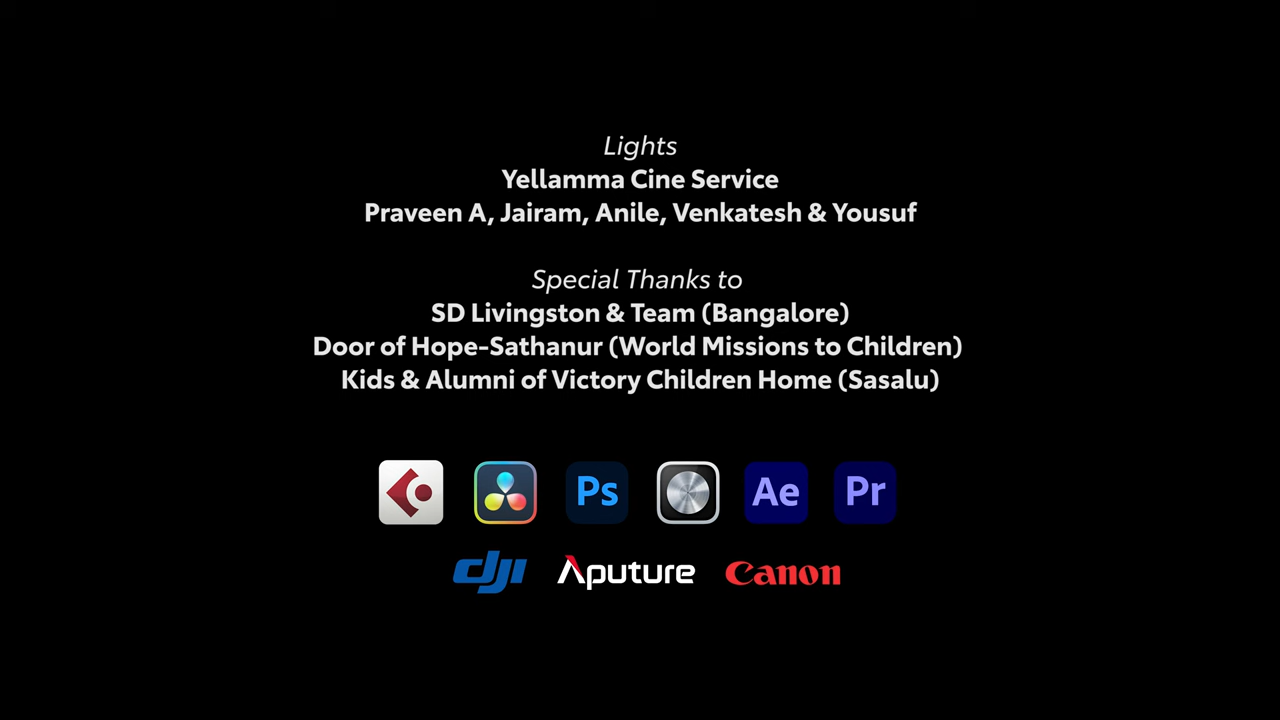 Lights
Yellamma Cine Service
Praveen A, Jairam, Anile, Venkatesh & Yousuf
Special Thanks to
SD Livingston & Team (Bangalore)
Door of Hope-Sathanur (World Missions to Children)
Kids & Alumni of Victory Children Home (Sasalu)
Ps Ae Pr
dji Aputure Canon